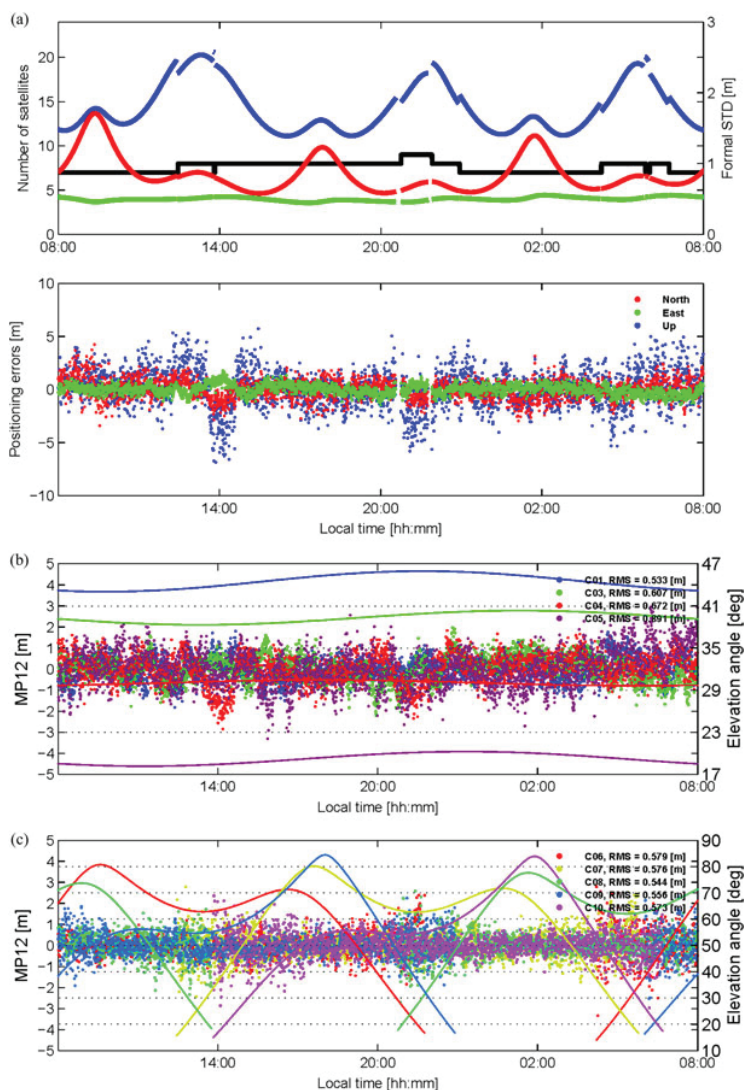 (a)
Number of satellites
20
15
10
5
0
3
2
1
0
Formal STD [m]
08:00 14:00 20:00 02:00 08:00
Positioning errors [m]
10
5
0
−5
−10
North
East
Up
14:00 20:00 02:00 08:00
Local time [hh:mm]
(b)
MP12 [m]
5
4
3
2
1
0
−1
−2
−3
−4
−5
C01, RMS = 0.533 [m]
C03, RMS = 0.607 [m]
C04, RMS = 0.672 [m]
C05, RMS = 0.691 [m]
47
41
35
29
23
17
Elevation angle [deg]
14:00 20:00 02:00 08:00
Local time [hh:mm]
(c)
MP12 [m]
5
4
3
2
1
0
−1
−2
−3
−4
−5
C06, RMS = 0.579 [m]
C07, RMS = 0.576 [m]
C08, RMS = 0.544 [m]
C09, RMS = 0.556 [m]
C10, RMS = 0.573 [m]
90
80
70
60
50
40
30
20
10
Elevation angle [deg]
14:00 20:00 02:00 08:00
Local time [hh:mm]